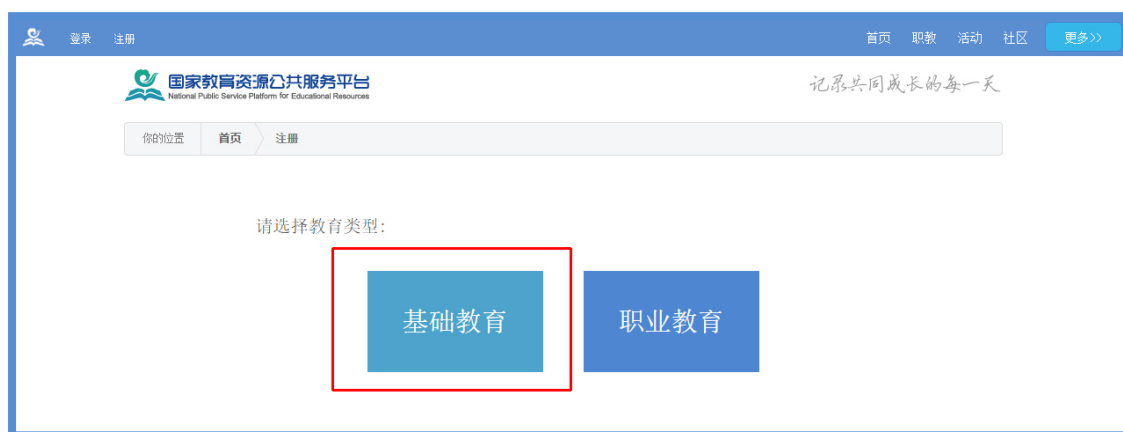 登录 注册 首页 职教 活动 社区 更多>>
国家教育资源公共服务平台
National Public Service Platform for Educational Resources
记录共同成长的每一天
你的位置 首页 注册
请选择教育类型:
基础教育 职业教育